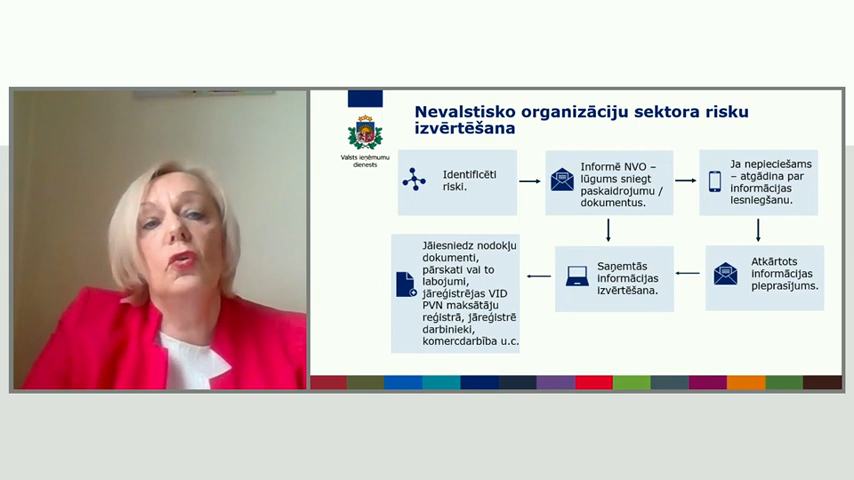 Nevalstisko organizāciju sektora risku
izvērtēšana
Valsts ieņēmumu
dienests
Identificēti
riski.
Informē NVO –
lūgums sniegt
paskaidrojumu /
dokumentus.
Ja nepieciešams
– atgādina par
informācijas
iesniegšanu.
Jāiesniedz nodokļu
dokumenti,
pārskati vai to
labojumi,
jāreģistrējas VID
PVN maksātāju
reģistrā, jāreģistrē
darbinieki,
komercdarbība u.c.
Saņemtās
informācijas
izvērtēšana.
Atkārtots
informācijas
pieprasījums.